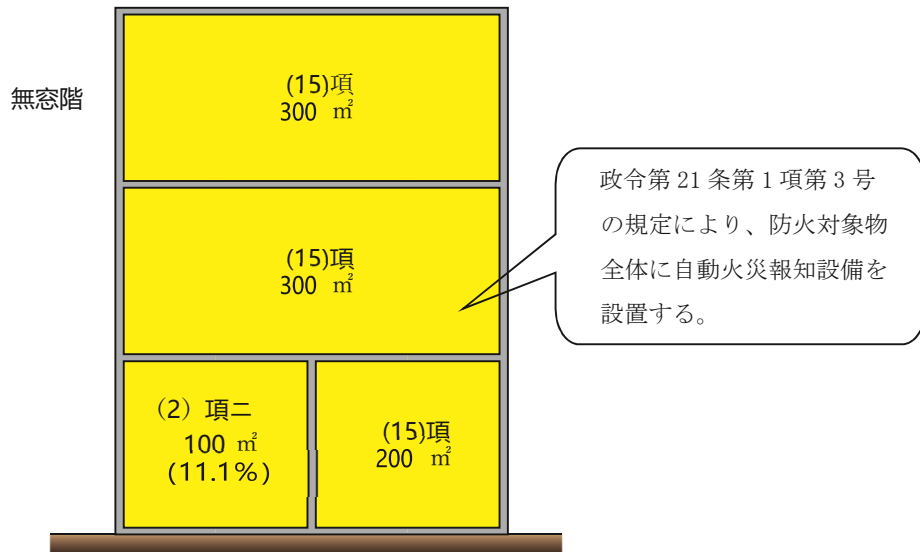 無窓階
(15)項
300 ㎡
(15)項
300 ㎡
政令第 21 条第 1 項第 3 号
の規定により、防火対象物
全体に自動火災報知設備を
設置する。
（2）項ニ
100 ㎡
(11.1%)
(15)項
200 ㎡